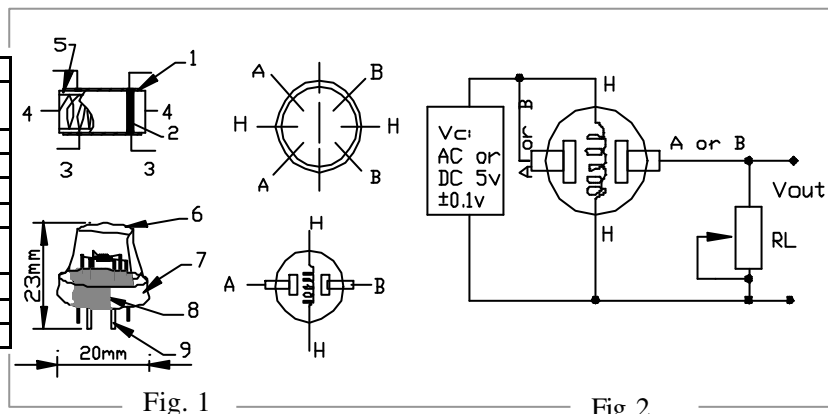 5
1
4
4
2
3
3
6
7
8
9
23mm
20mm
A
B
H
H
A
B
H
A
B
H
Fig. 1
H
Vc:
AC or
DC 5v
±0.1v
A or B
A or B
Vout
RL
H
Fig.2